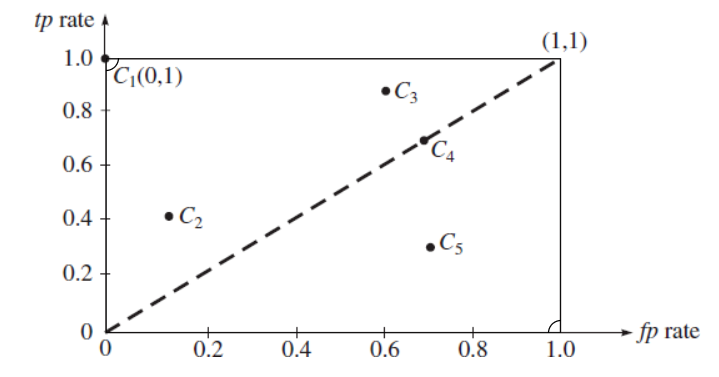 tp rate
(1,1)
1.0
C₁(0,1)
C₃
0.8
C₄
0.6
0.4
C₂
C₅
0.2
0
fp rate
0
0.2
0.4
0.6
0.8
1.0